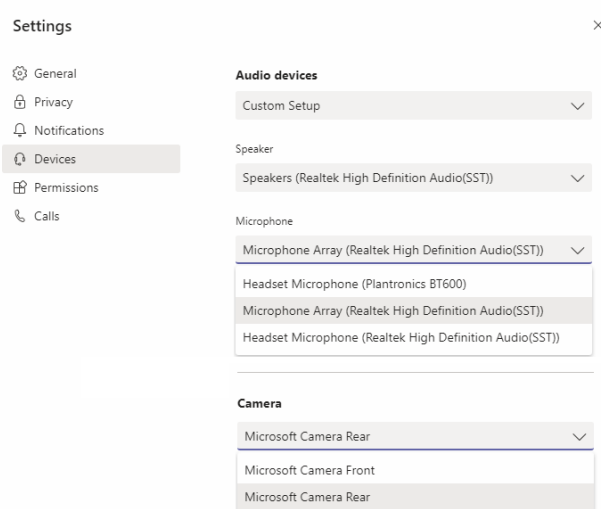 Settings
General
Privacy
Notifications
Devices
Permissions
Calls
Audio devices
Custom Setup
Speaker
Speakers (Realtek High Definition Audio(SST))
Microphone
Microphone Array (Realtek High Definition Audio(SST))
Headset Microphone (Plantronics BT600)
Microphone Array (Realtek High Definition Audio(SST))
Headset Microphone (Realtek High Definition Audio(SST))
Camera
Microsoft Camera Rear
Microsoft Camera Front
Microsoft Camera Rear